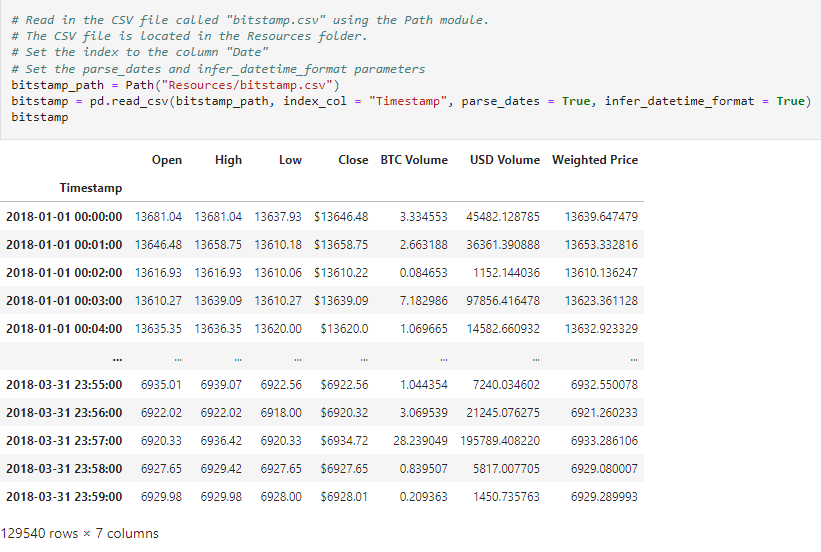 # Read in the CSV file called "bitstamp.csv" using the Path module.
# The CSV file is located in the Resources folder.
# Set the index to the column "Date"
# Set the parse_dates and infer_datetime_format parameters
bitstamp_path = Path("Resources/bitstamp.csv")
bitstamp = pd.read_csv(bitstamp_path, index_col = "Timestamp", parse_dates = True, infer_datetime_format = True)
bitstamp
Open High Low Close BTC Volume USD Volume Weighted Price
Timestamp
2018-01-01 00:00:00 13681.04 13681.04 13637.93 $13646.48 3.334553 45482.128785 13639.647479
2018-01-01 00:01:00 13646.48 13658.75 13610.18 $13658.75 2.663188 36361.390888 13653.332816
2018-01-01 00:02:00 13616.93 13616.93 13610.06 $13610.22 0.084653 1152.144036 13610.136247
2018-01-01 00:03:00 13610.27 13639.09 13610.27 $13639.09 7.182986 97856.416478 13623.361128
2018-01-01 00:04:00 13635.35 13636.35 13620.00 $13620.0 1.069665 14582.660932 13632.923329
... ... ... ... ... ... ... ...
2018-03-31 23:55:00 6935.01 6939.07 6922.56 $6922.56 1.044354 7240.034602 6932.550078
2018-03-31 23:56:00 6922.02 6922.02 6918.00 $6920.32 3.069539 21245.076275 6921.260233
2018-03-31 23:57:00 6920.33 6936.42 6920.33 $6934.72 28.239049 195789.408220 6933.286106
2018-03-31 23:58:00 6927.65 6929.42 6927.65 $6927.65 0.839507 5817.007705 6929.080007
2018-03-31 23:59:00 6929.98 6929.98 6928.00 $6928.01 0.209363 1450.735763 6929.289993
129540 rows × 7 columns